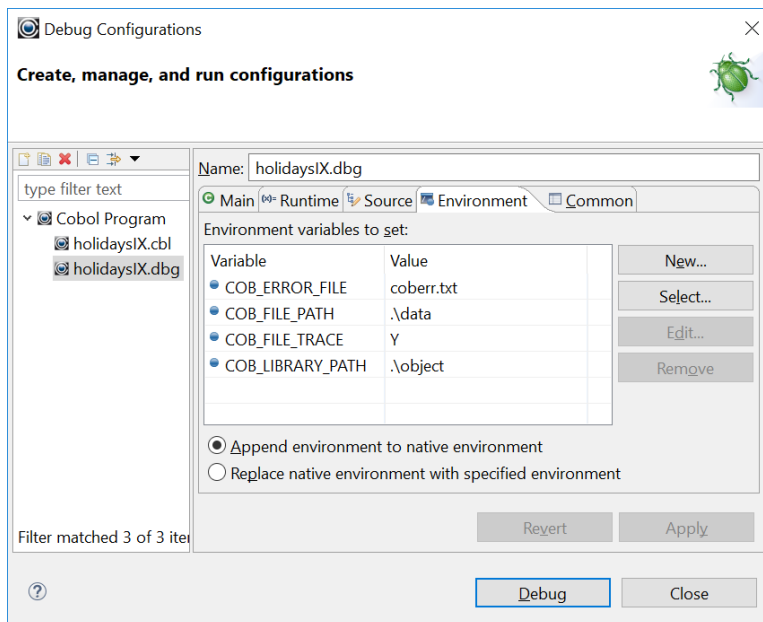 Debug Configurations
Create, manage, and run configurations
type filter text
Cobol Program
holidaysIX.cbl
holidaysIX.dbg
Filter matched 3 of 3 iter
Name: holidaysIX.dbg
Main Runtime Source Environment Common
Environment variables to set:
Variable Value
COB_ERROR_FILE coberr.txt
COB_FILE_PATH .\data
COB_FILE_TRACE Y
COB_LIBRARY_PATH .\object
New...
Select...
Edit...
Remove
Append environment to native environment
Replace native environment with specified environment
Revert Apply
Debug Close